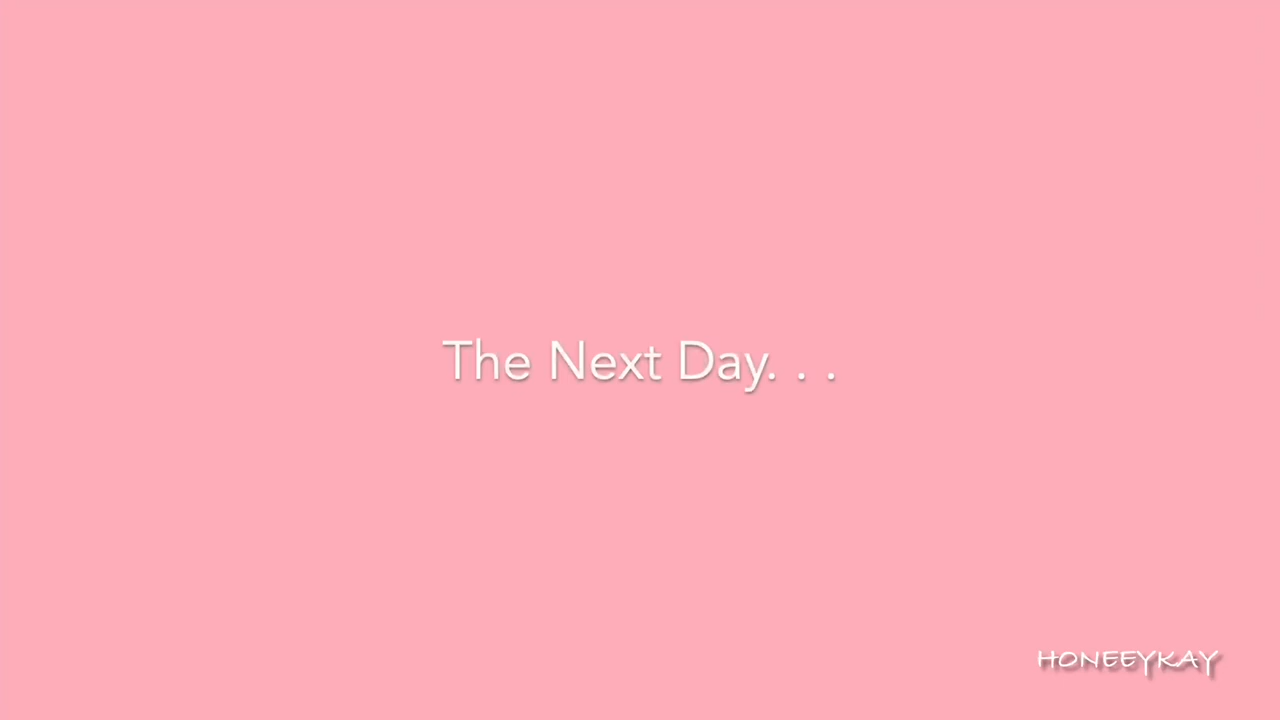 The Next Day. . .
HONEEYKAY